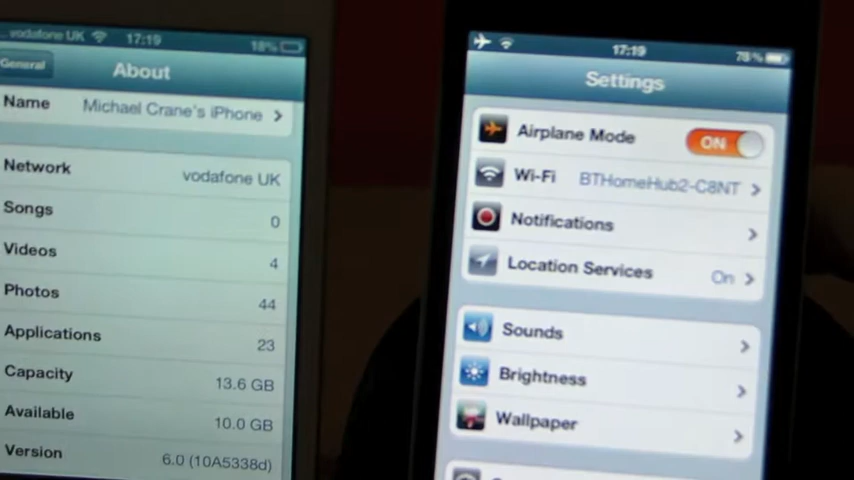 vodafone UK 17:19 18%
General About
Name Michael Crane's iPhone
Network vodafone UK
Songs 0
Videos 4
Photos 44
Applications 23
Capacity 13.6 GB
Available 10.0 GB
Version 6.0 (10A5338d)
17:19 78%
Settings
Airplane Mode ON
Wi-Fi BTHomeHub2-C8NT
Notifications
Location Services On
Sounds
Brightness
Wallpaper